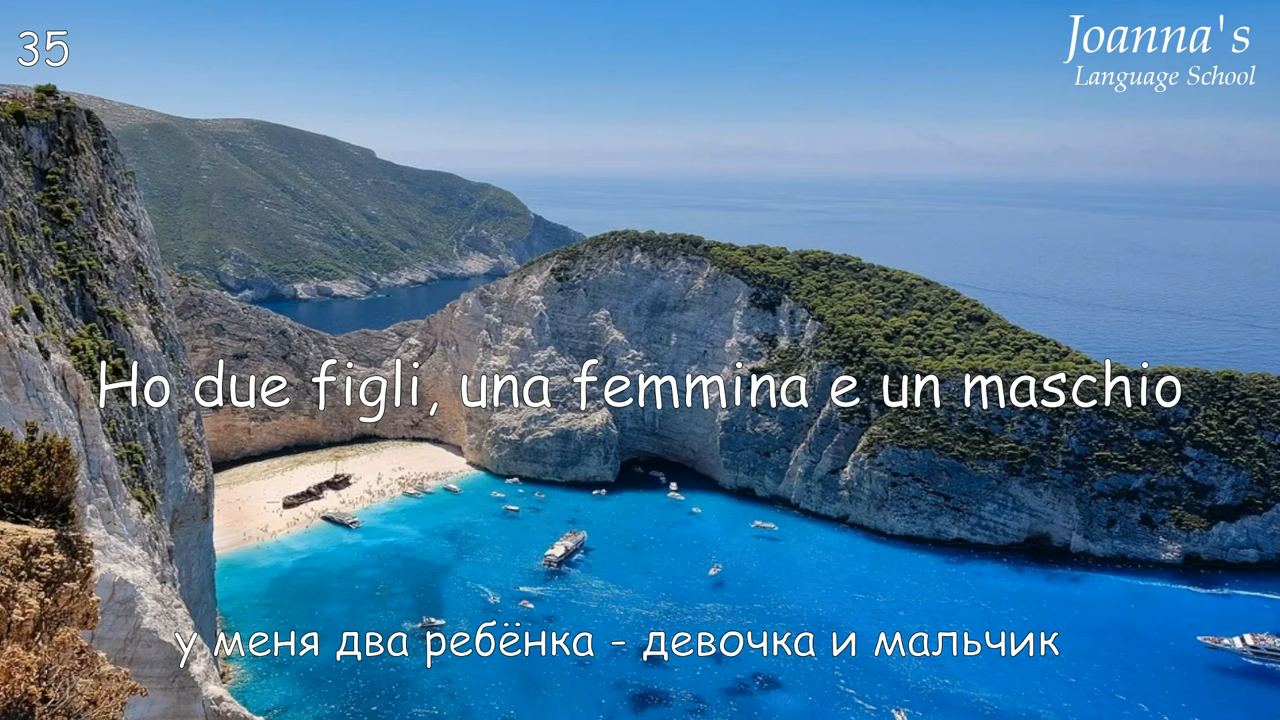 35
Joanna's
Language School
Ho due figli, una femmina e un maschio
у меня два ребёнка - девочка и мальчик